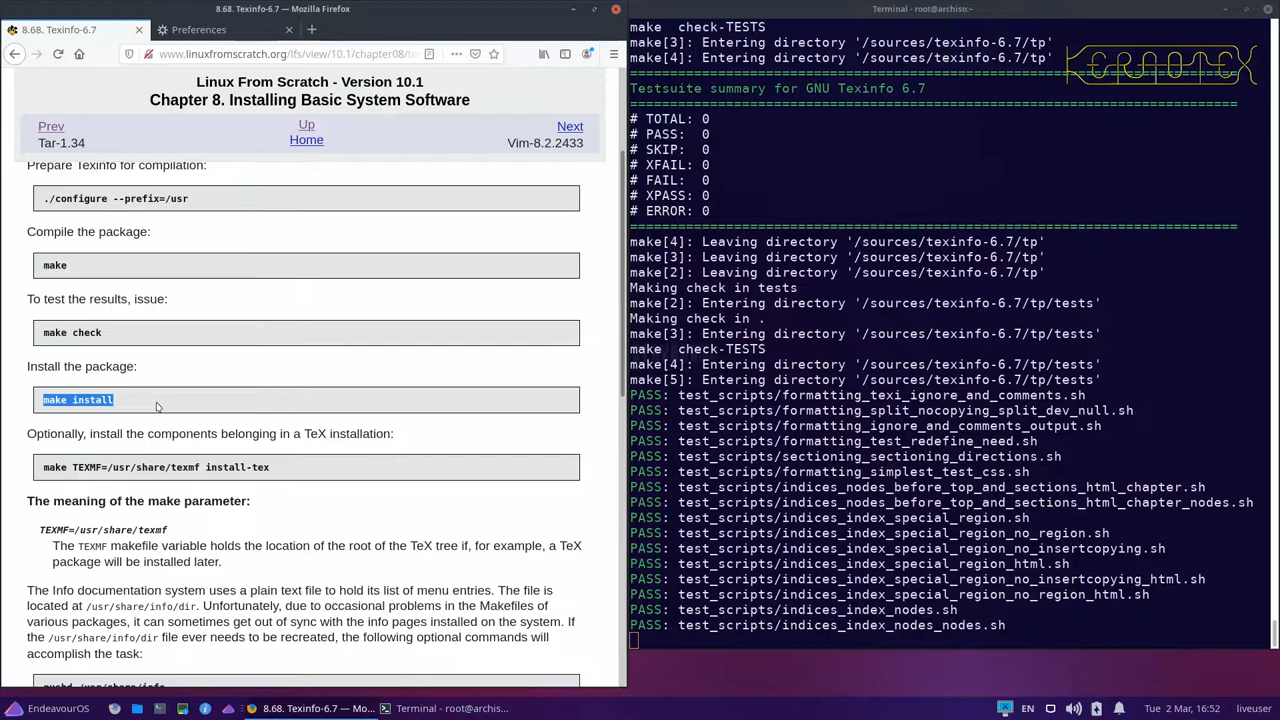 8.68. Texinfo-6.7 — Mozilla Firefox
8.68. Texinfo-6.7
Preferences
www.linuxfromscratch.org/lfs/view/10.1/chapter08/te
Linux From Scratch - Version 10.1
Chapter 8. Installing Basic System Software
Prev
Up
Next
Tar-1.34
Home
Vim-8.2.2433
Prepare Texinfo for compilation:
./configure --prefix=/usr
Compile the package:
make
To test the results, issue:
make check
Install the package:
make install
Optionally, install the components belonging in a TeX installation:
make TEXMF=/usr/share/texmf install-tex
The meaning of the make parameter:
TEXMF=/usr/share/texmf
The TEXMF makefile variable holds the location of the root of the TeX tree if, for example, a TeX
package will be installed later.
The Info documentation system uses a plain text file to hold its list of menu entries. The file is
located at /usr/share/info/dir. Unfortunately, due to occasional problems in the Makefiles of
various packages, it can sometimes get out of sync with the info pages installed on the system. If
the /usr/share/info/dir file ever needs to be recreated, the following optional commands will
accomplish the task:
pushd /usr/share/info
Terminal - root@archiso:~
KERNOTEX
make  check-TESTS
make[3]: Entering directory '/sources/texinfo-6.7/tp'
make[4]: Entering directory '/sources/texinfo-6.7/tp'
============================================================================
Testsuite summary for GNU Texinfo 6.7
============================================================================
# TOTAL: 0
# PASS:  0
# SKIP:  0
# XFAIL: 0
# FAIL:  0
# XPASS: 0
# ERROR: 0
============================================================================
make[4]: Leaving directory '/sources/texinfo-6.7/tp'
make[3]: Leaving directory '/sources/texinfo-6.7/tp'
make[2]: Leaving directory '/sources/texinfo-6.7/tp'
Making check in tests
make[2]: Entering directory '/sources/texinfo-6.7/tp/tests'
Making check in .
make[3]: Entering directory '/sources/texinfo-6.7/tp/tests'
make  check-TESTS
make[4]: Entering directory '/sources/texinfo-6.7/tp/tests'
make[5]: Entering directory '/sources/texinfo-6.7/tp/tests'
PASS: test_scripts/formatting_texi_ignore_and_comments.sh
PASS: test_scripts/formatting_split_nocopying_split_dev_null.sh
PASS: test_scripts/formatting_ignore_and_comments_output.sh
PASS: test_scripts/formatting_test_redefine_need.sh
PASS: test_scripts/sectioning_sectioning_directions.sh
PASS: test_scripts/formatting_simplest_test_css.sh
PASS: test_scripts/indices_nodes_before_top_and_sections_html_chapter.sh
PASS: test_scripts/indices_nodes_before_top_and_sections_html_chapter_nodes.sh
PASS: test_scripts/indices_index_special_region.sh
PASS: test_scripts/indices_index_special_region_no_region.sh
PASS: test_scripts/indices_index_special_region_no_insertcopying.sh
PASS: test_scripts/indices_index_special_region_html.sh
PASS: test_scripts/indices_index_special_region_no_insertcopying_html.sh
PASS: test_scripts/indices_index_special_region_no_region_html.sh
PASS: test_scripts/indices_index_nodes.sh
PASS: test_scripts/indices_index_nodes_nodes.sh
EndeavourOS
8.68. Texinfo-6.7 — Mo...
Terminal - root@archis...
EN
Tue 2 Mar, 16:52
liveuser